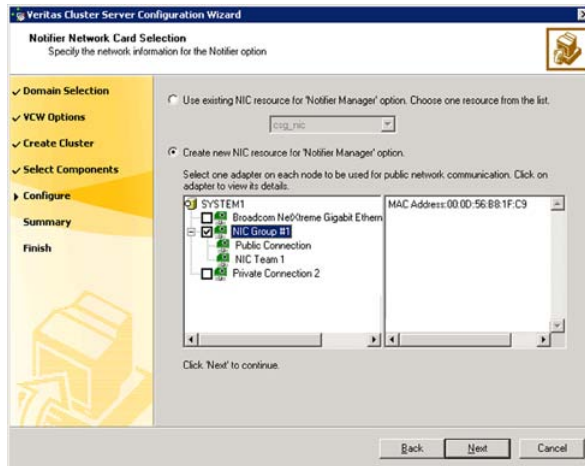 Veritas Cluster Server Configuration Wizard
Notifier Network Card Selection
Specify the network information for the Notifier option
Domain Selection
VCW Options
Create Cluster
Select Components
Configure
Summary
Finish
Use existing NIC resource for 'Notifier Manager' option. Choose one resource from the list.
csg_nic
Create new NIC resource for 'Notifier Manager' option.
Select one adapter on each node to be used for public network communication. Click on
adapter to view its details.
SYSTEM1
Broadcom NetXtreme Gigabit Ethern
NIC Group #1
Public Connection
NIC Team 1
Private Connection 2
MAC Address:00:0D:56:B8:1F:C9
Click 'Next' to continue.
Back
Next
Cancel